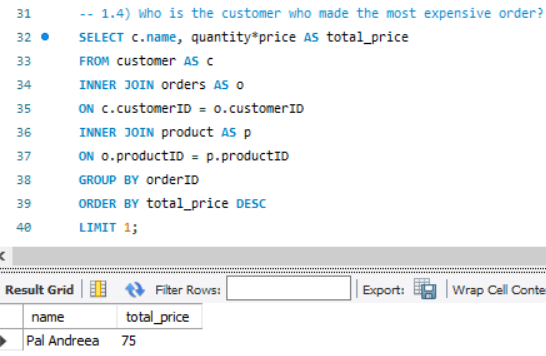 31 -- 1.4) Who is the customer who made the most expensive order?
32 SELECT c.name, quantity*price AS total_price
33 FROM customer AS c
34 INNER JOIN orders AS o
35 ON c.customerID = o.customerID
36 INNER JOIN product AS p
37 ON o.productID = p.productID
38 GROUP BY orderID
39 ORDER BY total_price DESC
40 LIMIT 1;
Result Grid Filter Rows: Export: Wrap Cell Conte
name total_price
Pal Andreea 75